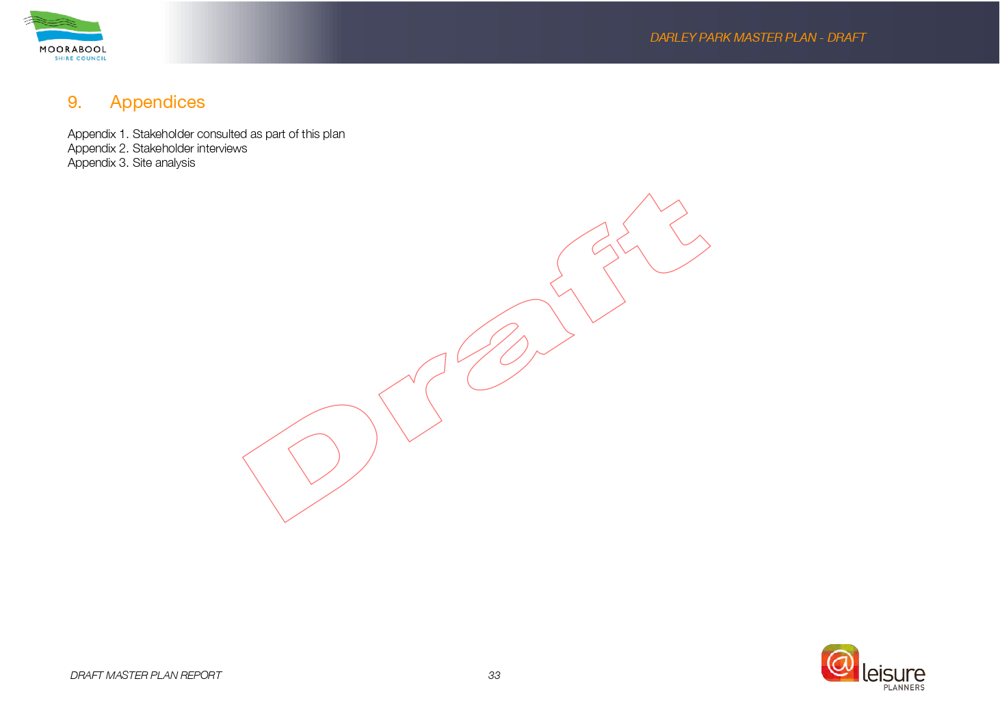 MOORABOOL
SHIRE COUNCIL
DARLEY PARK MASTER PLAN - DRAFT
9. Appendices
Appendix 1. Stakeholder consulted as part of this plan
Appendix 2. Stakeholder interviews
Appendix 3. Site analysis
Draft
DRAFT MASTER PLAN REPORT
33
@leisure
PLANNERS